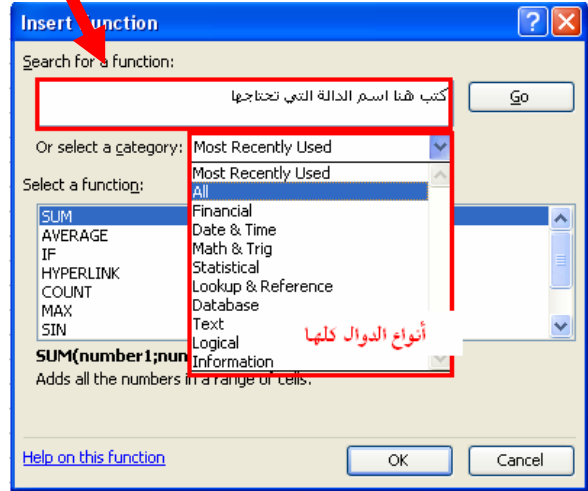 Insert Function
Search for a function:
كتب هنا اسم الدالة التي تحتاجها
Go
Or select a category: Most Recently Used
Most Recently Used
All
Financial
Date & Time
Math & Trig
Statistical
Lookup & Reference
Database
Text
Logical
Information
أنواع الدوال كلها
Select a function:
SUM
AVERAGE
IF
HYPERLINK
COUNT
MAX
SIN
SUM(number1;num
Adds all the numbers in a range of cells.
Help on this function
OK
Cancel